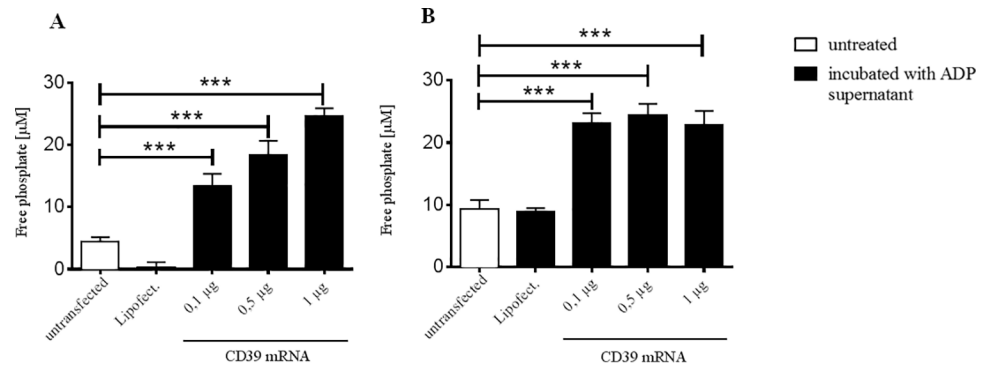 A
Free phosphate [µM]
30
20
10
0
***
***
***
untransfected
Lipofect.
0,1 µg
0,5 µg
1 µg
CD39 mRNA
B
Free phosphate [µM]
30
20
10
0
***
***
***
untransfected
Lipofect.
0,1 µg
0,5 µg
1 µg
CD39 mRNA
untreated
incubated with ADP
supernatant